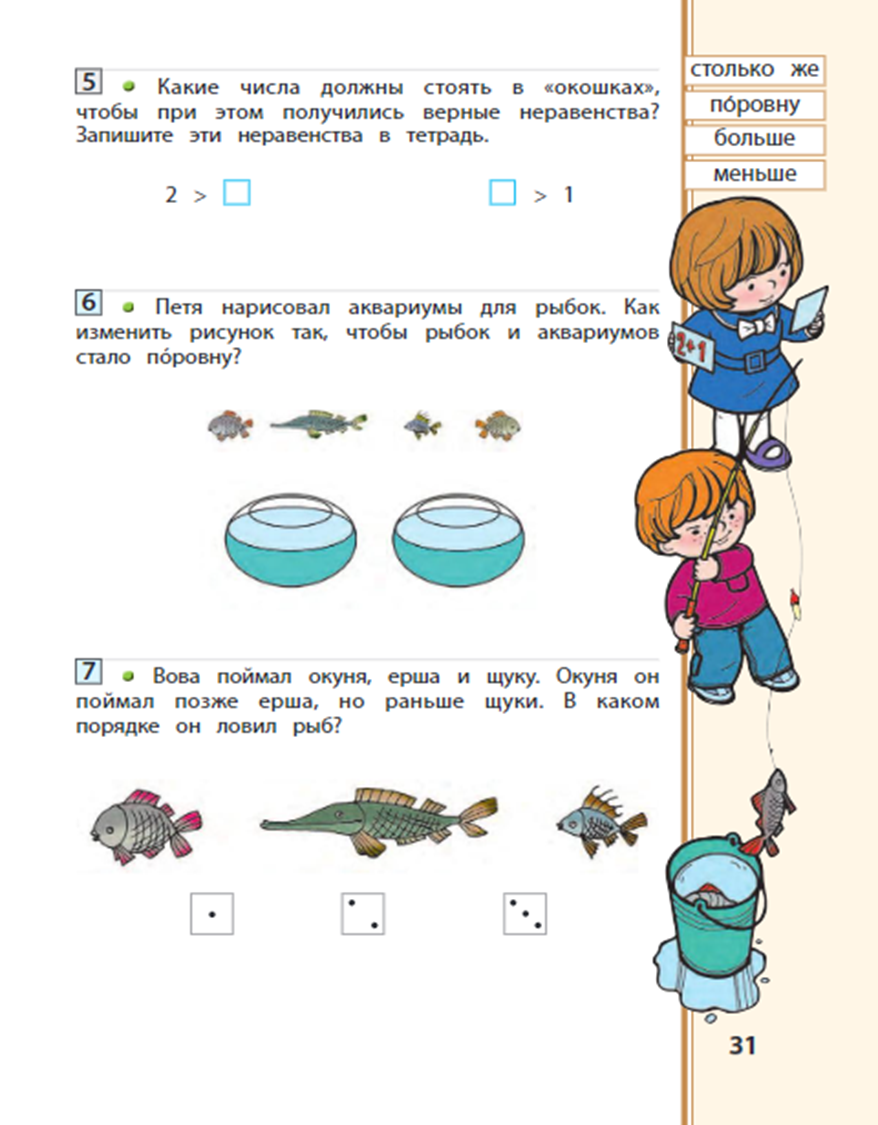 столько же
по́ровну
больше
меньше
5 • Какие числа должны стоять в «окошках»,
чтобы при этом получились верные неравенства?
Запишите эти неравенства в тетрадь.
2 > □ □ > 1
6 • Петя нарисовал аквариумы для рыбок. Как
изменить рисунок так, чтобы рыбок и аквариумов
стало по́ровну?
2+1
7 • Вова поймал окуня, ерша и щуку. Окуня он
поймал позже ерша, но раньше щуки. В каком
порядке он ловил рыб?
31